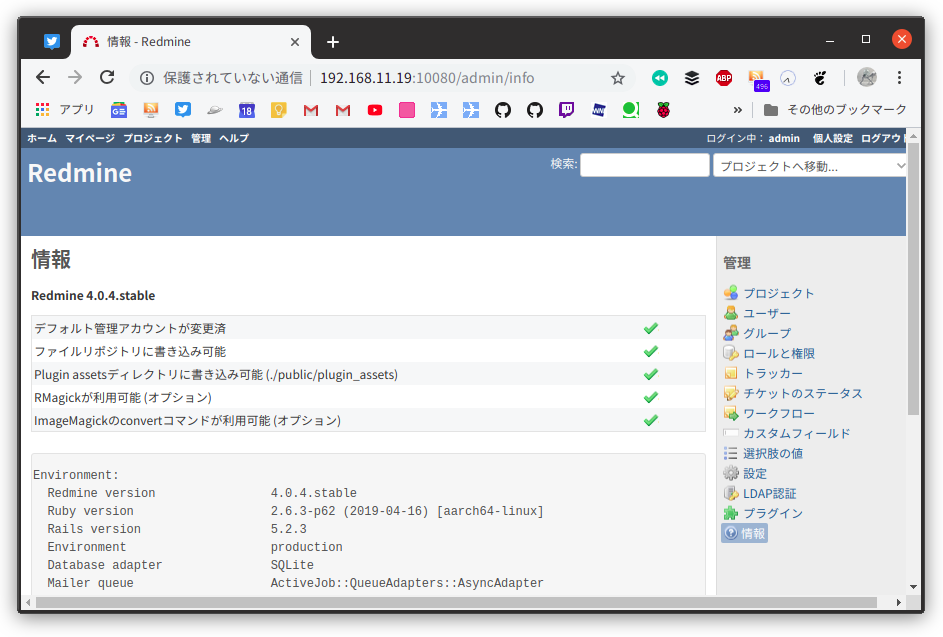 情報 - Redmine
保護されていない通信 192.168.11.19:10080/admin/info
ABP
496
アプリ
GE
18
その他のブックマーク
ホーム マイページ プロジェクト 管理 ヘルプ
ログイン中: admin 個人設定 ログアウト
Redmine
検索:
プロジェクトへ移動...
情報
Redmine 4.0.4.stable
デフォルト管理アカウントが変更済
ファイルリポジトリに書き込み可能
Plugin assetsディレクトリに書き込み可能 (./public/plugin_assets)
RMagickが利用可能 (オプション)
ImageMagickのconvertコマンドが利用可能 (オプション)
Environment:
Redmine version 4.0.4.stable
Ruby version 2.6.3-p62 (2019-04-16) [aarch64-linux]
Rails version 5.2.3
Environment production
Database adapter SQLite
Mailer queue ActiveJob::QueueAdapters::AsyncAdapter
管理
プロジェクト
ユーザー
グループ
ロールと権限
トラッカー
チケットのステータス
ワークフロー
カスタムフィールド
選択肢の値
設定
LDAP認証
プラグイン
情報